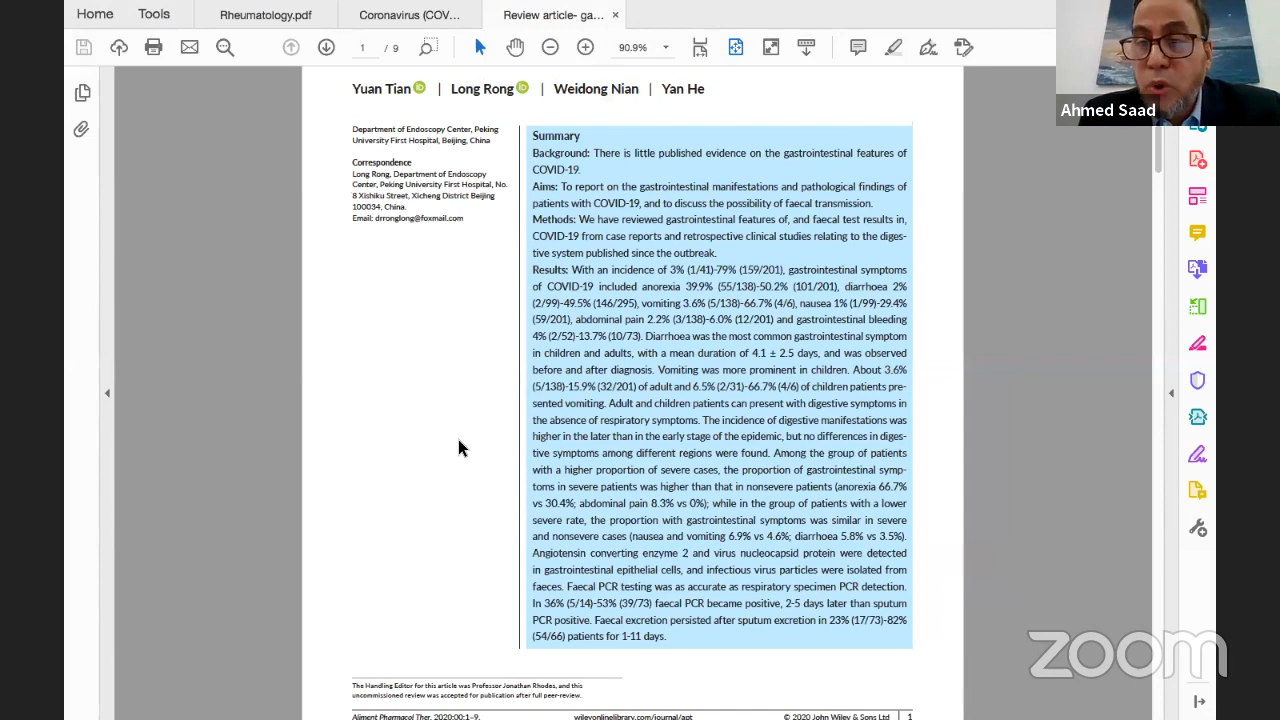 Home
Tools
Rheumatology.pdf
Coronavirus (COV...
Review article- ga...
×
1
/ 9
90.9%
Ahmed Saad
Yuan Tian | Long Rong | Weidong Nian | Yan He
Department of Endoscopy Center, Peking
University First Hospital, Beijing, China
Correspondence
Long Rong, Department of Endoscopy
Center, Peking University First Hospital, No.
8 Xishiku Street, Xicheng District Beijing
100034, China.
Email: drronglong@foxmail.com
Summary
Background: There is little published evidence on the gastrointestinal features of
COVID-19.
Aims: To report on the gastrointestinal manifestations and pathological findings of
patients with COVID-19, and to discuss the possibility of faecal transmission.
Methods: We have reviewed gastrointestinal features of, and faecal test results in,
COVID-19 from case reports and retrospective clinical studies relating to the diges-
tive system published since the outbreak.
Results: With an incidence of 3% (1/41)-79% (159/201), gastrointestinal symptoms
of COVID-19 included anorexia 39.9% (55/138)-50.2% (101/201), diarrhoea 2%
(2/99)-49.5% (146/295), vomiting 3.6% (5/138)-66.7% (4/6), nausea 1% (1/99)-29.4%
(59/201), abdominal pain 2.2% (3/138)-6.0% (12/201) and gastrointestinal bleeding
4% (2/52)-13.7% (10/73). Diarrhoea was the most common gastrointestinal symptom
in children and adults, with a mean duration of 4.1 ± 2.5 days, and was observed
before and after diagnosis. Vomiting was more prominent in children. About 3.6%
(5/138)-15.9% (32/201) of adult and 6.5% (2/31)-66.7% (4/6) of children patients pre-
sented vomiting. Adult and children patients can present with digestive symptoms in
the absence of respiratory symptoms. The incidence of digestive manifestations was
higher in the later than in the early stage of the epidemic, but no differences in diges-
tive symptoms among different regions were found. Among the group of patients
with a higher proportion of severe cases, the proportion of gastrointestinal symp-
toms in severe patients was higher than that in nonsevere patients (anorexia 66.7%
vs 30.4%; abdominal pain 8.3% vs 0%); while in the group of patients with a lower
severe rate, the proportion with gastrointestinal symptoms was similar in severe
and nonsevere cases (nausea and vomiting 6.9% vs 4.6%; diarrhoea 5.8% vs 3.5%).
Angiotensin converting enzyme 2 and virus nucleocapsid protein were detected
in gastrointestinal epithelial cells, and infectious virus particles were isolated from
faeces. Faecal PCR testing was as accurate as respiratory specimen PCR detection.
In 36% (5/14)-53% (39/73) faecal PCR became positive, 2-5 days later than sputum
PCR positive. Faecal excretion persisted after sputum excretion in 23% (17/73)-82%
(54/66) patients for 1-11 days.
The Handling Editor for this article was Professor Jonathan Rhodes, and this
uncommissioned review was accepted for publication after full peer-review.
Aliment Pharmacol Ther. 2020;00:1–9.
wileyonlinelibrary.com/journal/apt
© 2020 John Wiley & Sons Ltd | 1
zoom